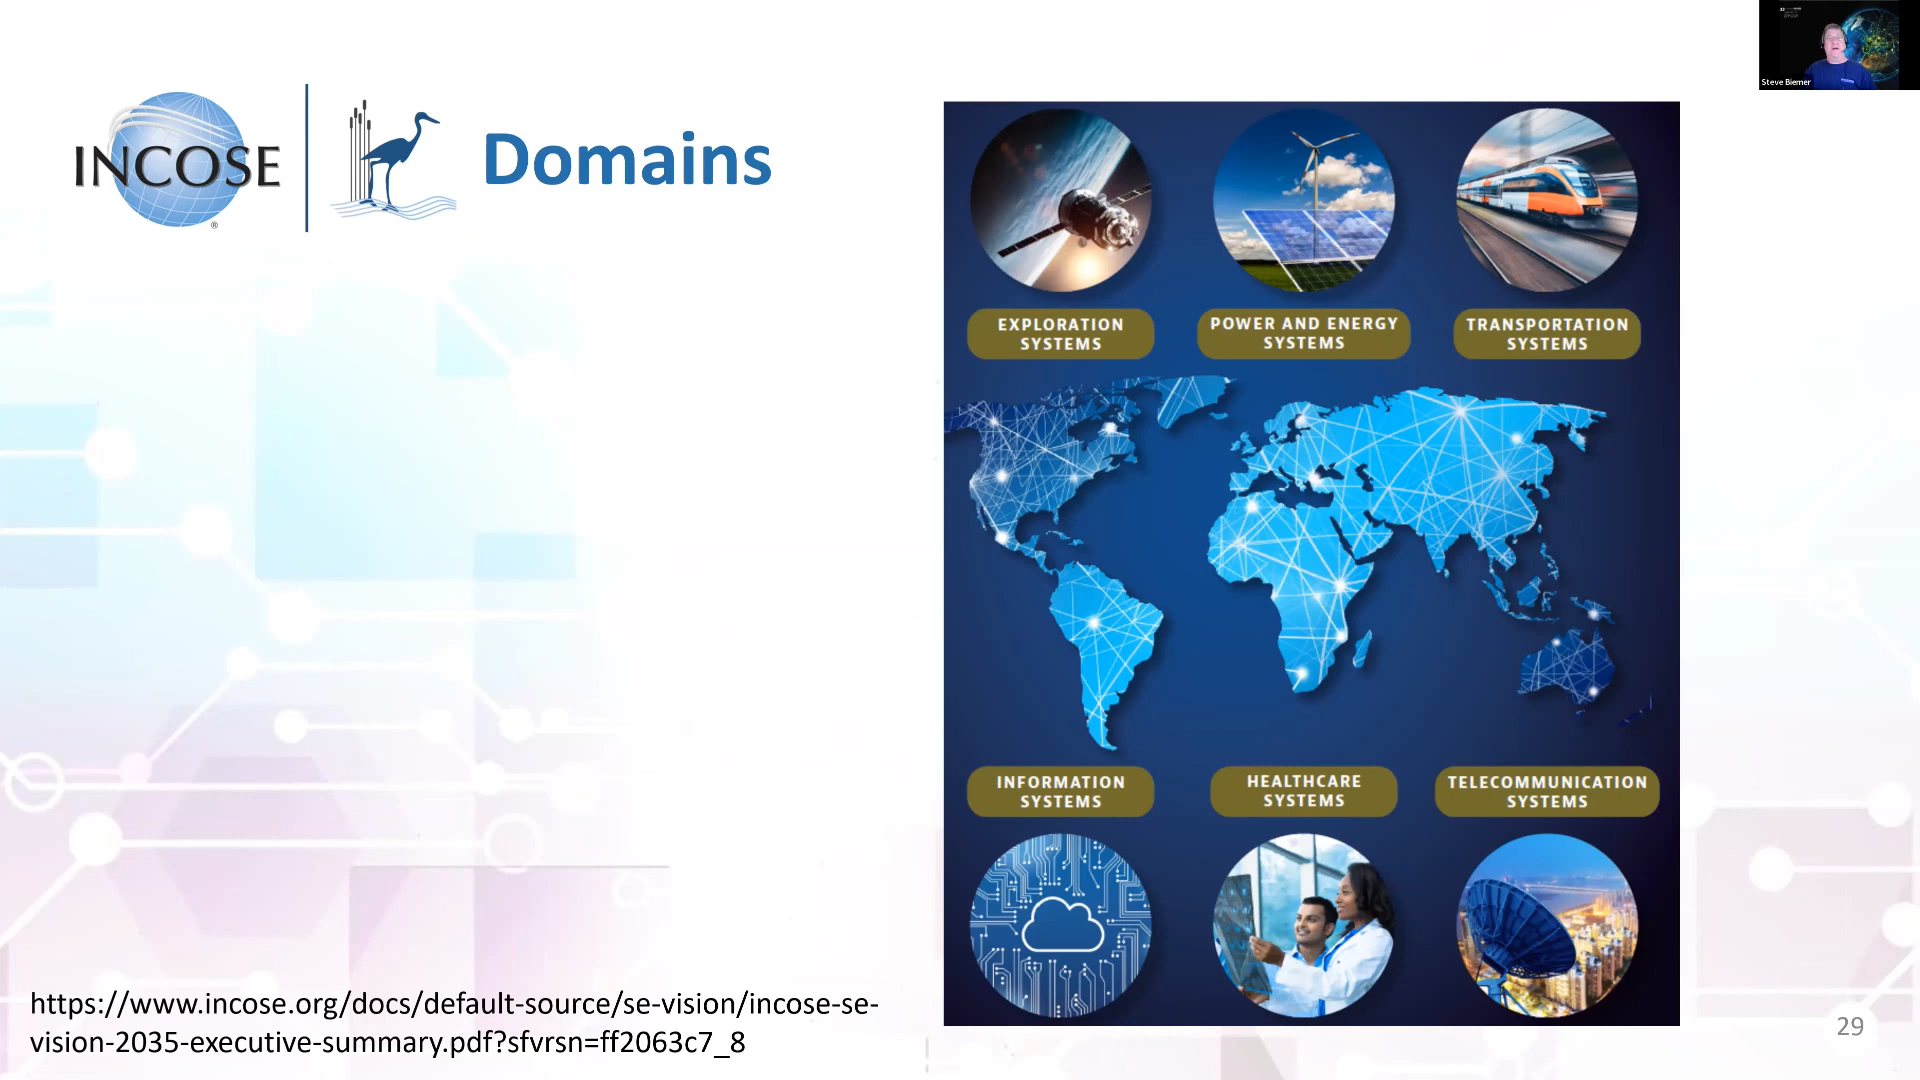 Steve Biemer
INCOSE
®
Domains
EXPLORATION
SYSTEMS
POWER AND ENERGY
SYSTEMS
TRANSPORTATION
SYSTEMS
INFORMATION
SYSTEMS
HEALTHCARE
SYSTEMS
TELECOMMUNICATION
SYSTEMS
https://www.incose.org/docs/default-source/se-vision/incose-se-
vision-2035-executive-summary.pdf?sfvrsn=ff2063c7_8
29